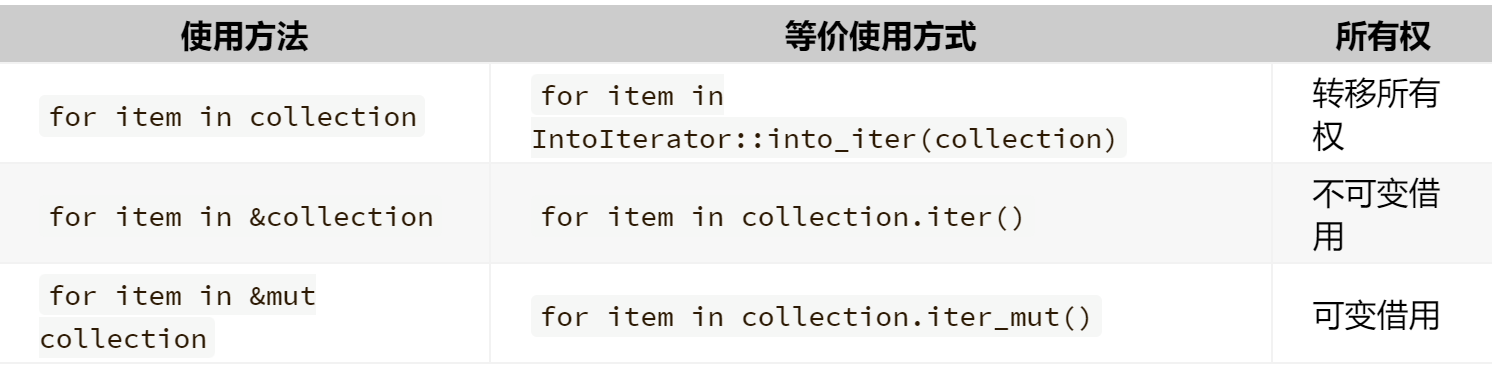 使用方法 等价使用方式 所有权
for item in collection
for item in
IntoIterator::into_iter(collection)
转移所有
权
for item in &collection
for item in collection.iter()
不可变借
用
for item in &mut
collection
for item in collection.iter_mut()
可变借用